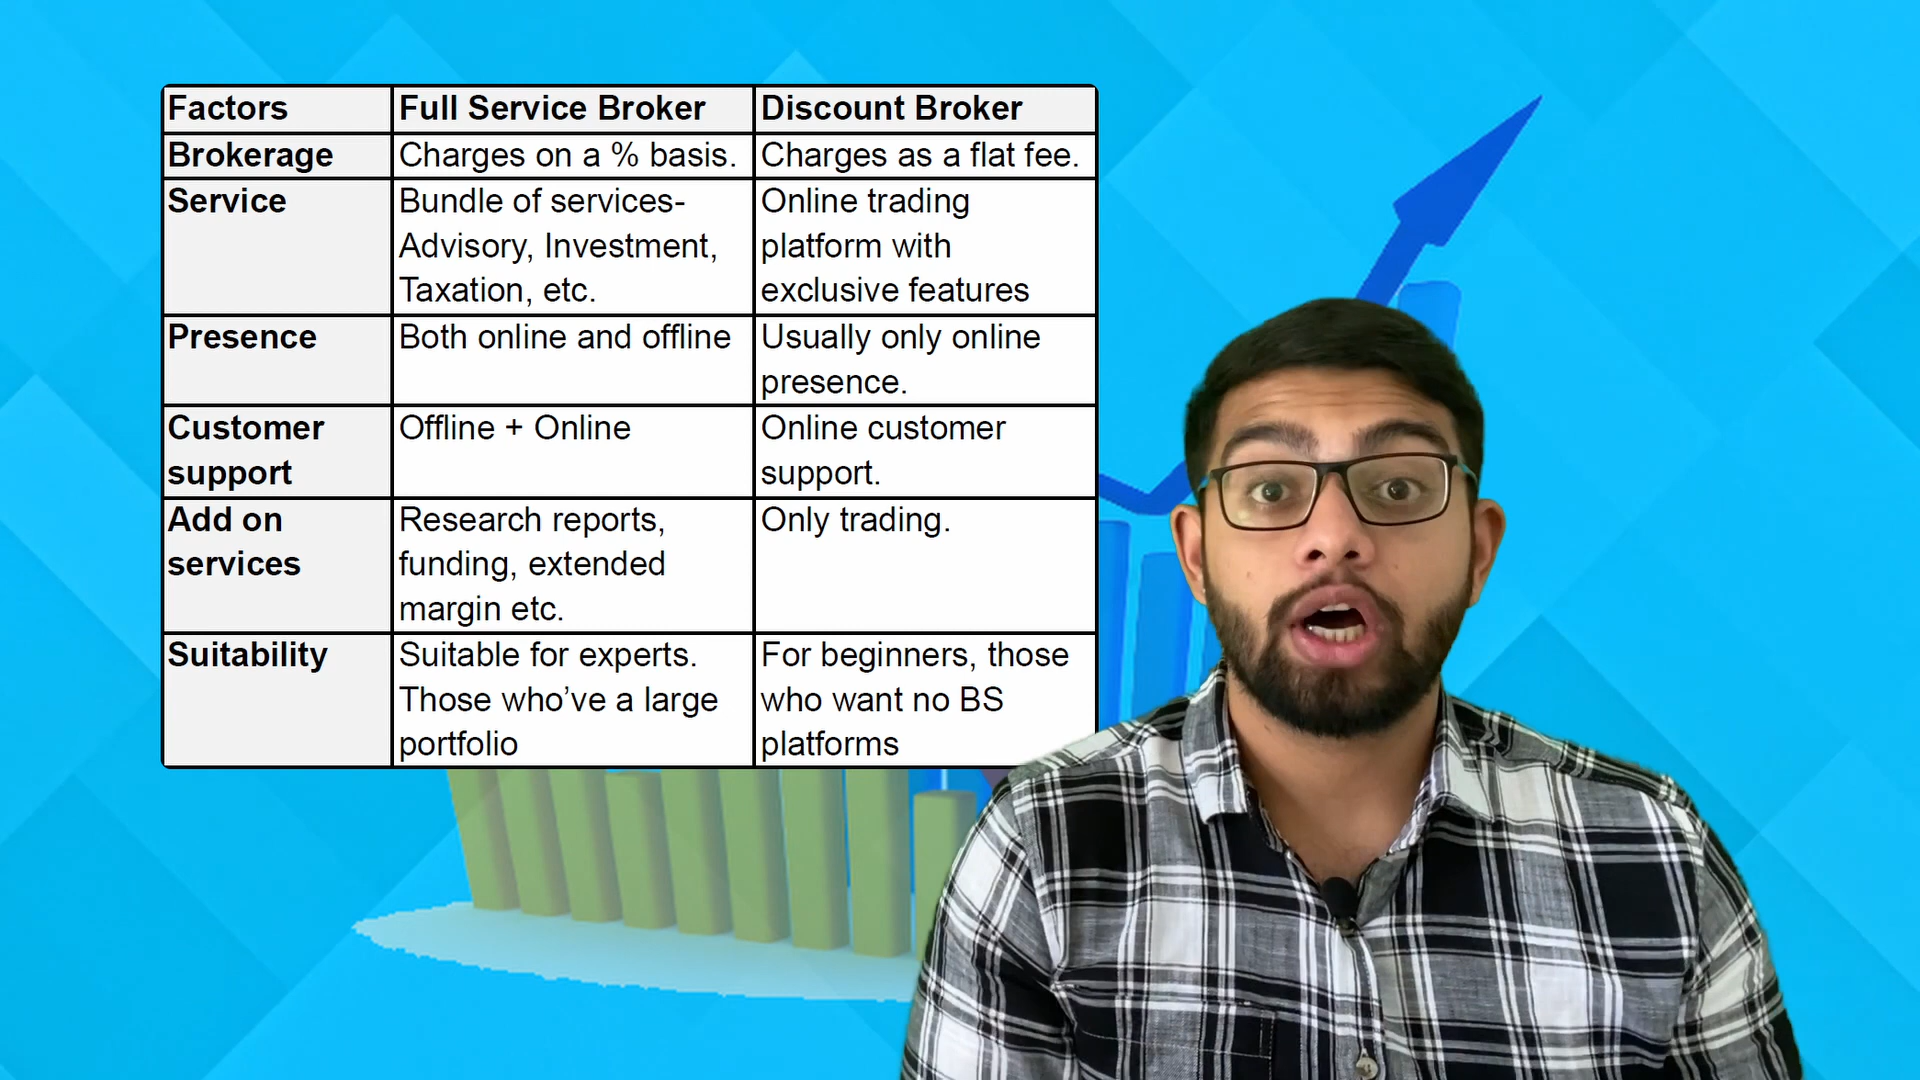 Factors Full Service Broker Discount Broker
Brokerage Charges on a % basis. Charges as a flat fee.
Service Bundle of services- Online trading
Advisory, Investment, platform with
Taxation, etc. exclusive features
Presence Both online and offline Usually only online
presence.
Customer Offline + Online Online customer
support support.
Add on Research reports, Only trading.
services funding, extended
margin etc.
Suitability Suitable for experts. For beginners, those
Those who’ve a large who want no BS
portfolio platforms